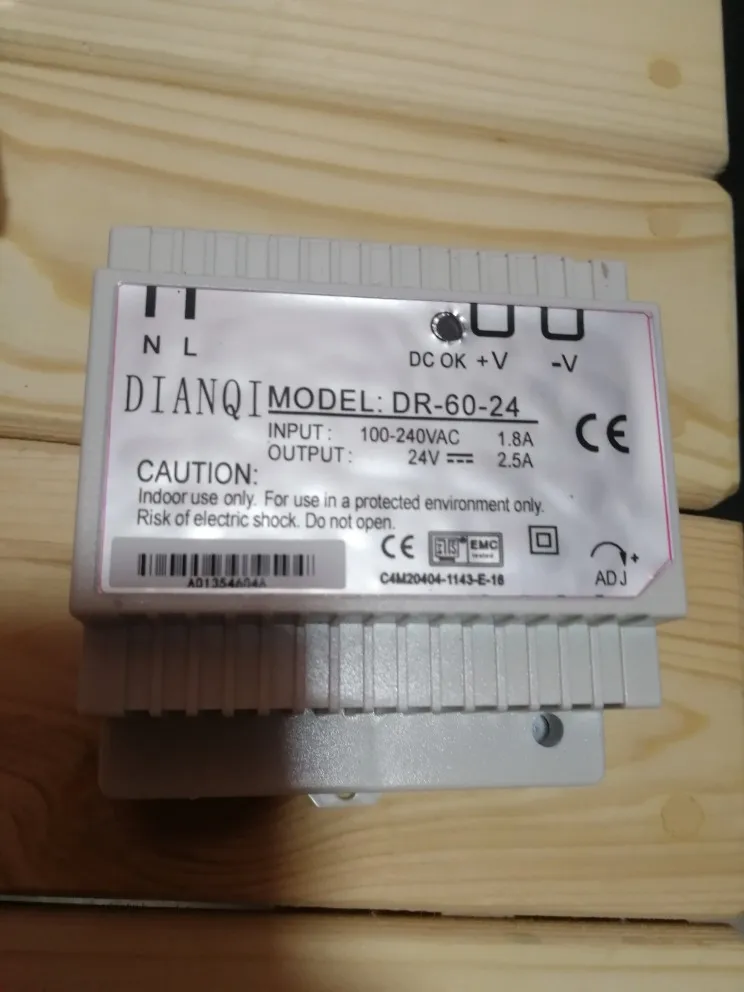 N L
DC OK +V -V
DIANQI MODEL: DR-60-24
INPUT: 100-240VAC 1.8A
OUTPUT: 24V 2.5A
CE
CAUTION:
Indoor use only. For use in a protected environment only.
Risk of electric shock. Do not open.
CE EMC
tested
A01354604A
C4M20404-1143-E-16
+
ADJ